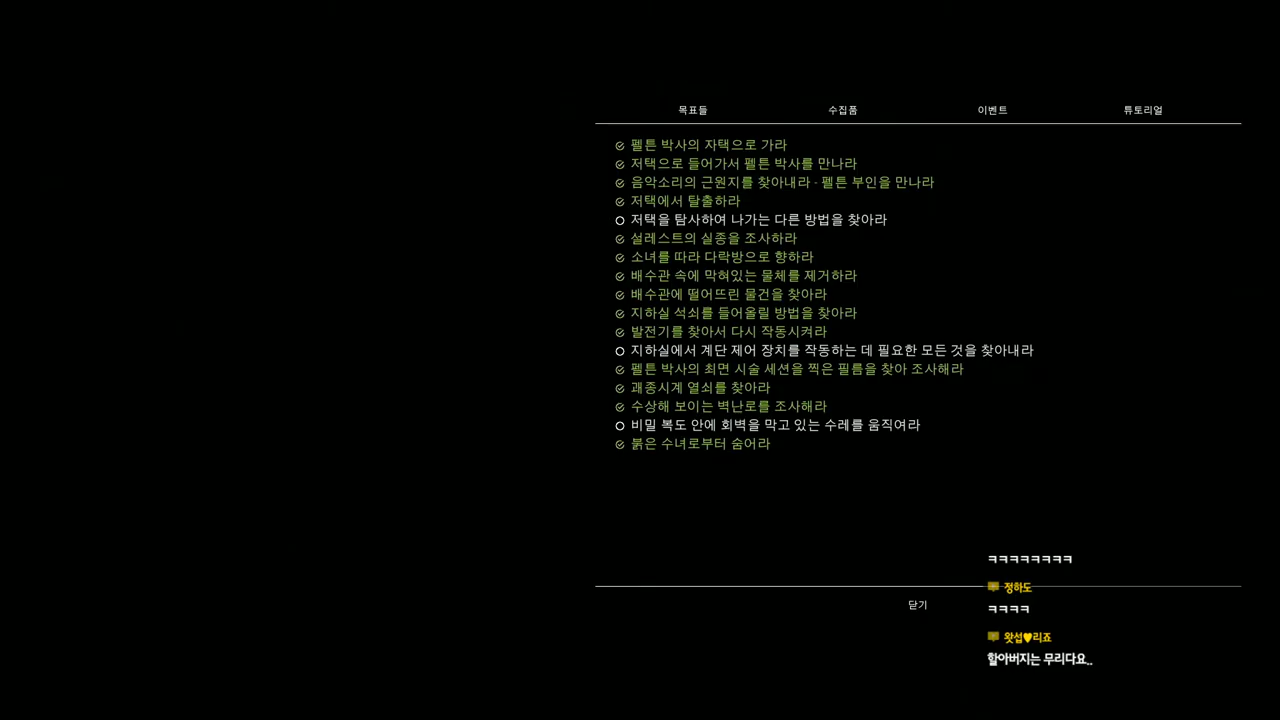 목표들 수집품 이벤트 튜토리얼
펠튼 박사의 자택으로 가라
저택으로 들어가서 펠튼 박사를 만나라
음악소리의 근원지를 찾아내라 - 펠튼 부인을 만나라
저택에서 탈출하라
저택을 탐사하여 나가는 다른 방법을 찾아라
설레스트의 실종을 조사하라
소녀를 따라 다락방으로 향하라
배수관 속에 막혀있는 물체를 제거하라
배수관에 떨어뜨린 물건을 찾아라
지하실 석쇠를 들어올릴 방법을 찾아라
발전기를 찾아서 다시 작동시켜라
지하실에서 계단 제어 장치를 작동하는 데 필요한 모든 것을 찾아내라
펠튼 박사의 최면 시술 세션을 찍은 필름을 찾아 조사해라
괘종시계 열쇠를 찾아라
수상해 보이는 벽난로를 조사해라
비밀 복도 안에 회벽을 막고 있는 수레를 움직여라
붉은 수녀로부터 숨어라
ㅋㅋㅋㅋㅋㅋㅋㅋ
정하도
닫기
ㅋㅋㅋㅋ
왓섭♥리죠
할아버지는 무리다요..